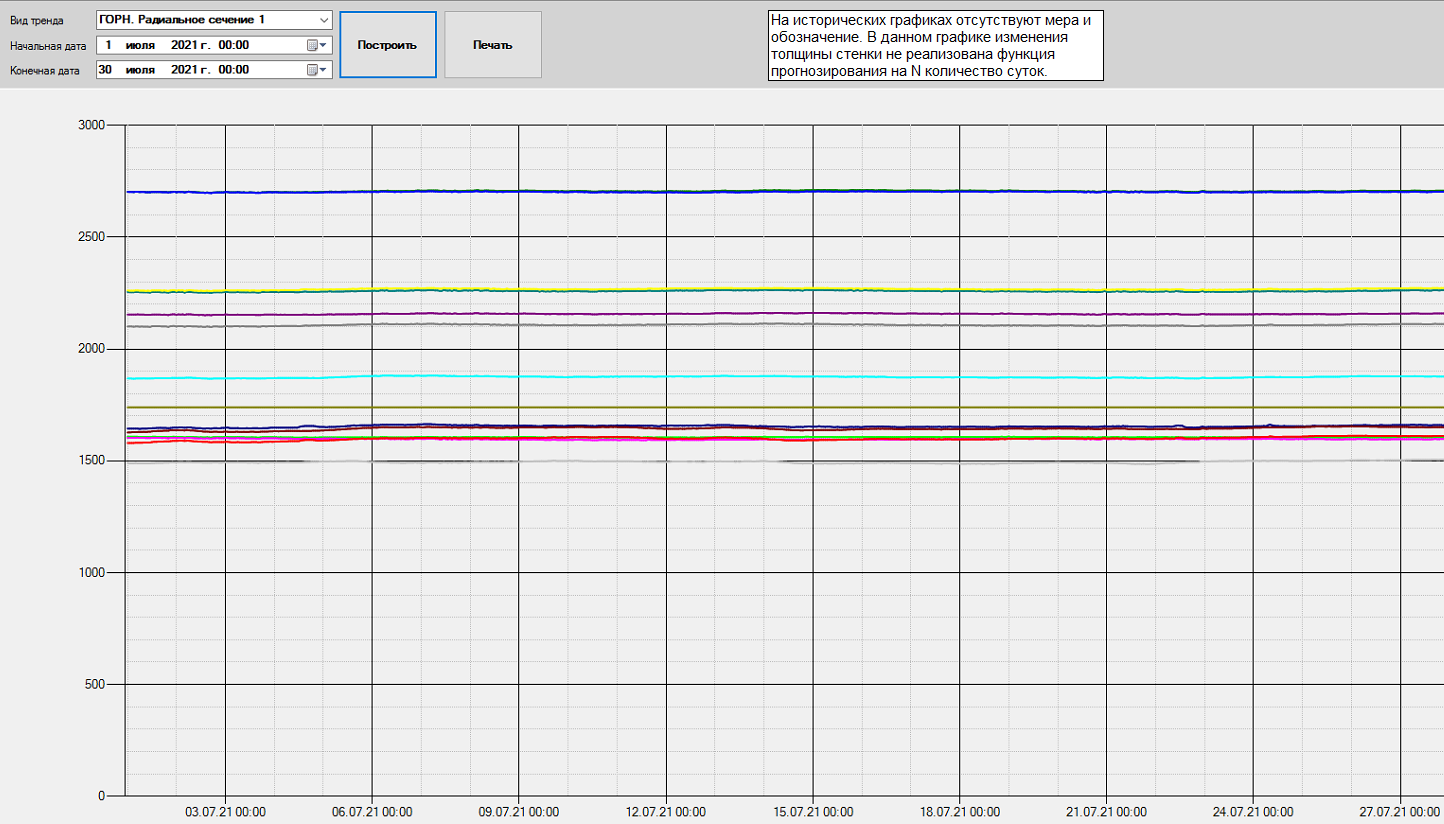 Вид тренда
ГОРН. Радиальное сечение 1
Начальная дата
1 июля 2021 г. 00:00
Конечная дата
30 июля 2021 г. 00:00
Построить
Печать
На исторических графиках отсутствуют мера и
обозначение. В данном графике изменения
толщины стенки не реализована функция
прогнозирования на N количество суток.
3000
2500
2000
1500
1000
500
0
03.07.21 00:00
06.07.21 00:00
09.07.21 00:00
12.07.21 00:00
15.07.21 00:00
18.07.21 00:00
21.07.21 00:00
24.07.21 00:00
27.07.21 00:00